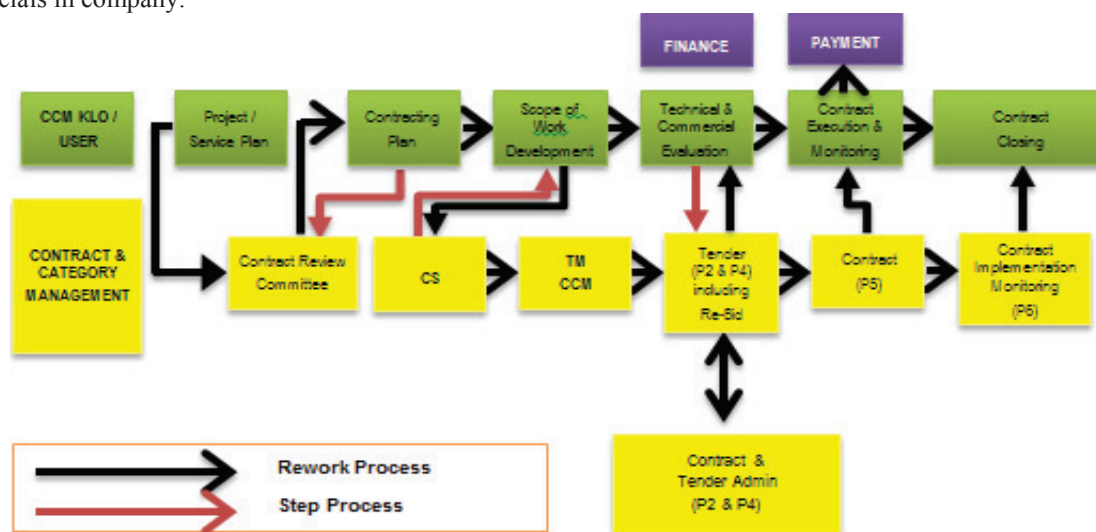 cials in company.
FINANCE
PAYMENT
CCM KLO /
USER
Project /
Service Plan
Contracting
Plan
Scope of
Work
Development
Technical &
Commercial
Evaluation
Contract
Execution &
Monitoring
Contract
Closing
CONTRACT &
CATEGORY
MANAGEMENT
Contract Review
Committee
CS
TM
CCM
Tender
(P2 & P4)
including
Re-Bid
Contract
(P5)
Contract
Implementation
Monitoring
(P6)
Contract &
Tender Admin
(P2 & P4)
Rework Process
Step Process